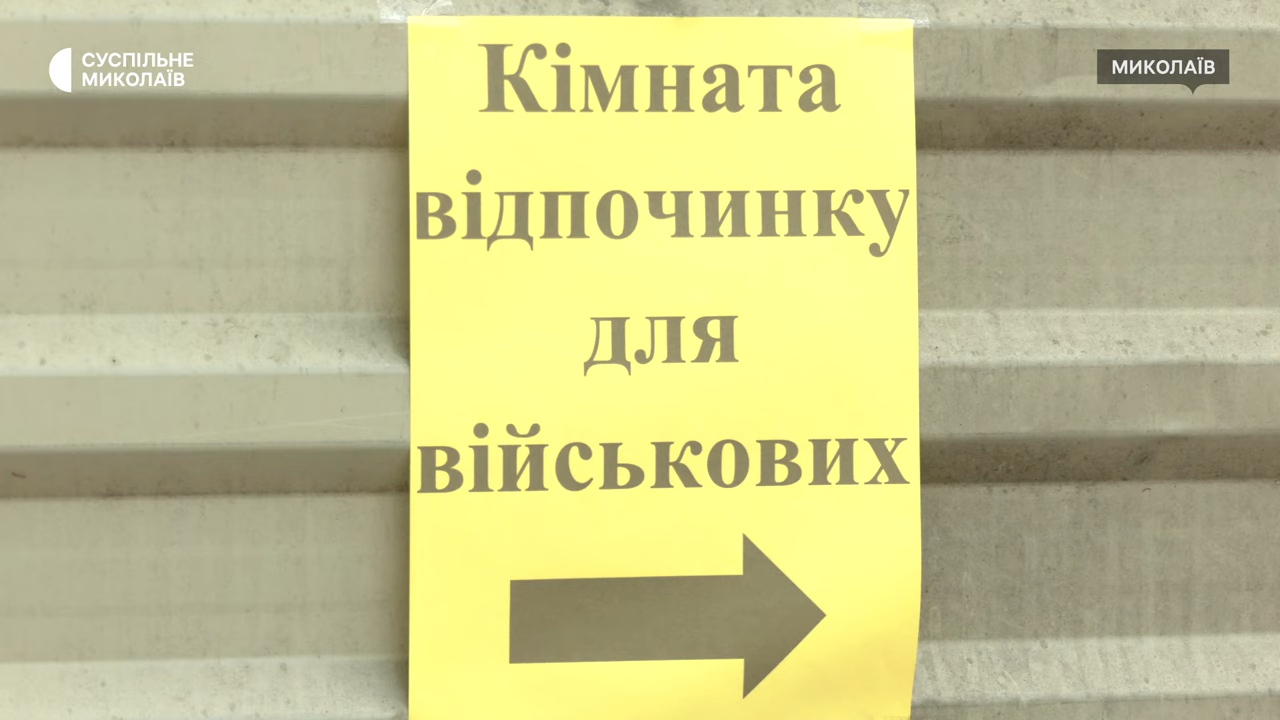 СУСПІЛЬНЕ
МИКОЛАЇВ
МИКОЛАЇВ
Кімната
відпочинку
для
військових